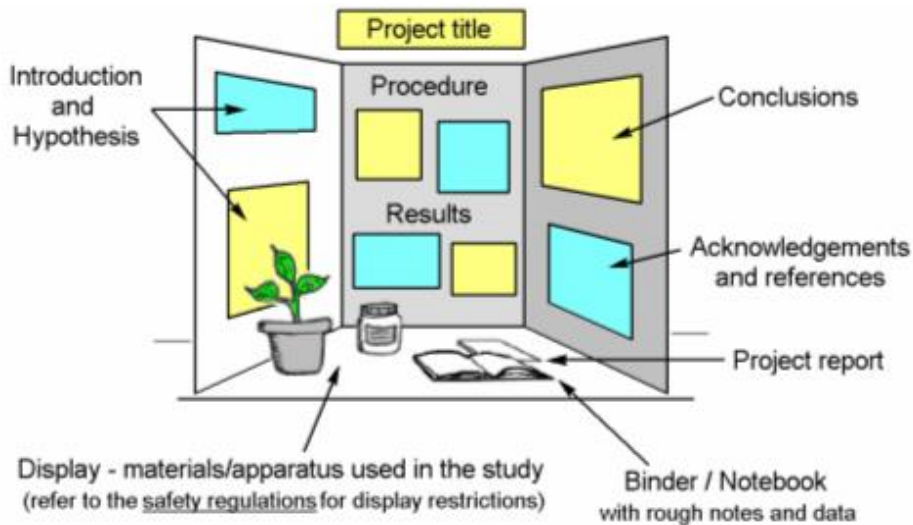 Project title
Introduction
and
Hypothesis
Procedure
Results
Conclusions
Acknowledgements
and references
Project report
Display - materials/apparatus used in the study
(refer to the safety regulations for display restrictions)
Binder / Notebook
with rough notes and data